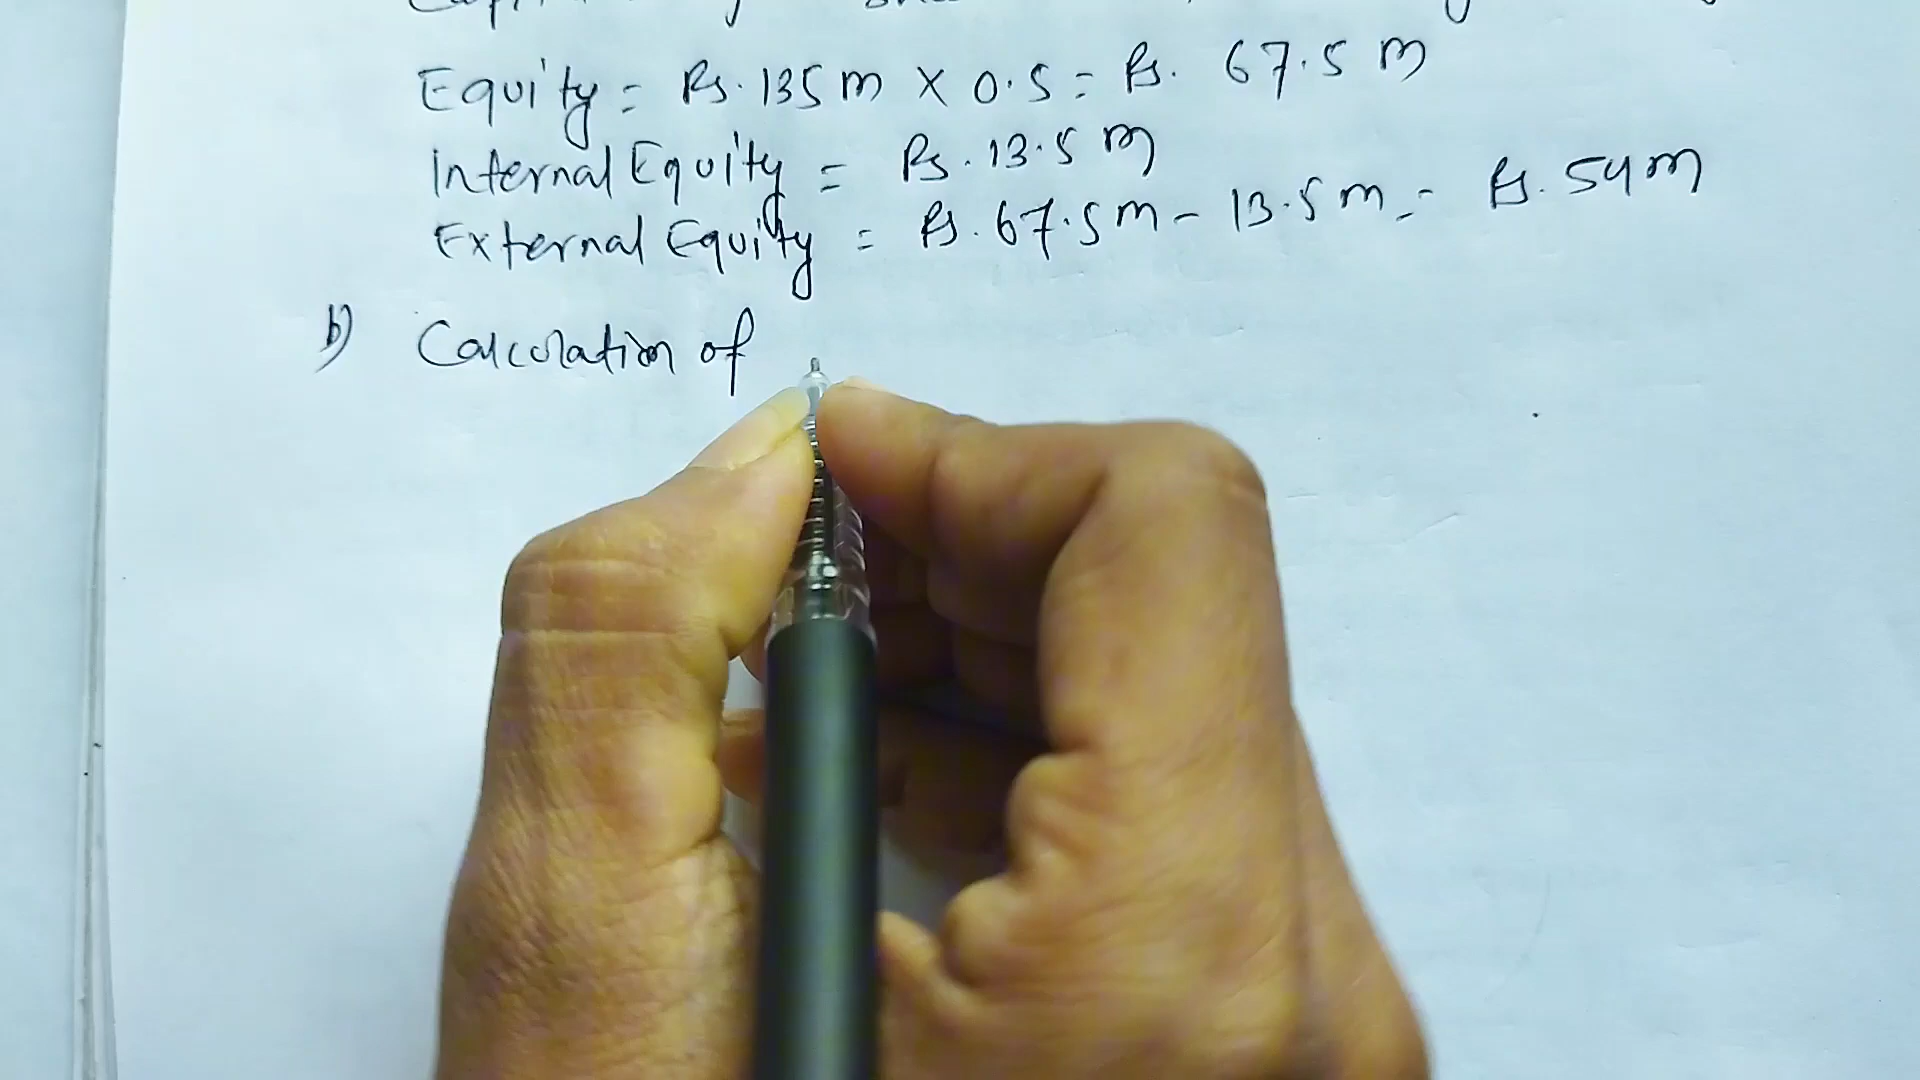 Equity = Rs. 135 m × 0.5 = Rs. 67.5 m
Internal Equity = Rs. 13.5 m
External Equity = Rs. 67.5 m - 13.5 m = Rs. 54 m
b) Calculation of